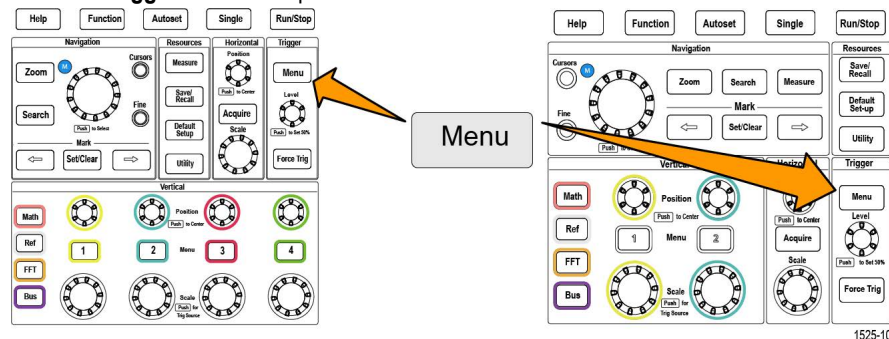 Help Function Autoset Single Run/Stop
Navigation Resources Horizontal Trigger
Zoom M Cursors Measure Position Menu
Push to Select Fine Save/Recall Push to Center Level
Search Default Setup Acquire Push to Set 50%
Mark Scale
Set/Clear Utility Force Trig
Vertical
Math Position
Push to Center
Ref 1 2 Menu 3 4
FFT
Bus Scale
Push for
Trig Source
Menu
Help Function Autoset Single Run/Stop
Navigation Resources
Cursors M Zoom Search Measure Save/Recall
Mark Default Set-up
Fine Set/Clear Utility
Push
Vertical Trigger
Math Position Menu
Push to Center Push to Center Level
Ref 1 Menu 2 Acquire
FFT Scale Push to Set 50%
Bus Scale Force Trig
Push for
Trig Source
1525-10